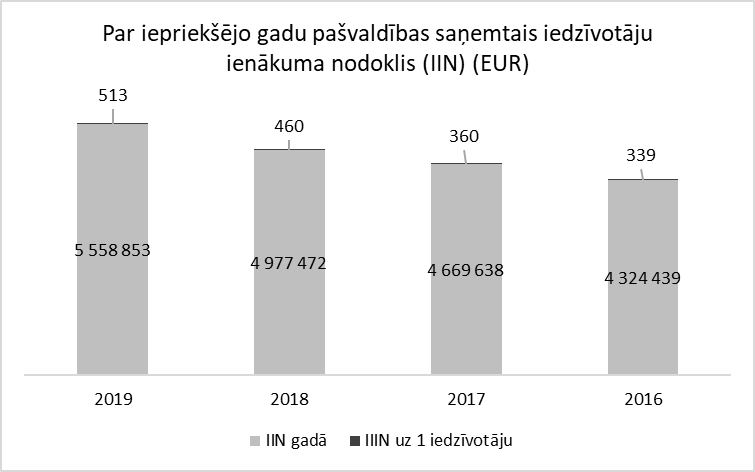 Par iepriekšējo gadu pašvaldības saņemtais iedzīvotāju
ienākuma nodoklis (IIN) (EUR)
513
460
360
339
5 558 853
4 977 472
4 669 638
4 324 439
2019
2018
2017
2016
IIN gadā
IIIN uz 1 iedzīvotāju